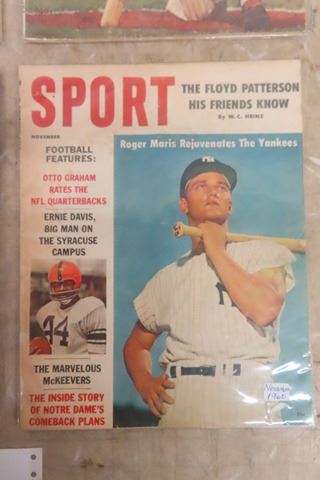 SPORT
THE FLOYD PATTERSON
HIS FRIENDS KNOW
By W. C. HEINZ
NOVEMBER
FOOTBALL
FEATURES:
OTTO GRAHAM
RATES THE
NFL QUARTERBACKS
ERNIE DAVIS,
BIG MAN ON
THE SYRACUSE
CAMPUS
THE MARVELOUS
McKEEVERS
THE INSIDE STORY
OF NOTRE DAME'S
COMEBACK PLANS
Roger Maris Rejuvenates The Yankees
NY
44
1960